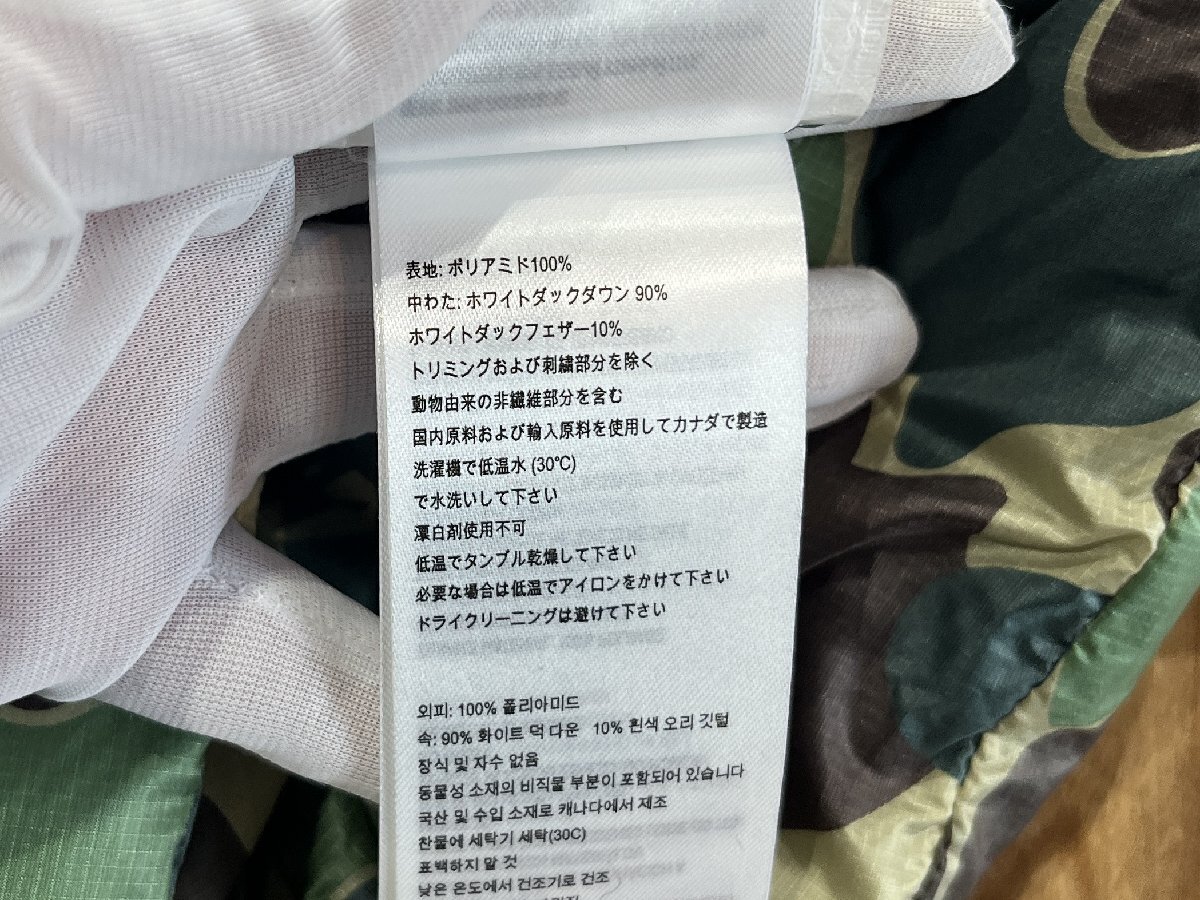 表地: ポリアミド100%
中わた: ホワイトダックダウン 90%
ホワイトダックフェザー10%
トリミングおよび刺繍部分を除く
動物由来の非繊維部分を含む
国内原料および輸入原料を使用してカナダで製造
洗濯機で低温水 (30°C)
で水洗いして下さい
漂白剤使用不可
低温でタンブル乾燥して下さい
必要な場合は低温でアイロンをかけて下さい
ドライクリーニングは避けて下さい
외피: 100% 폴리아미드
속: 90% 화이트 덕 다운 10% 흰색 오리 깃털
장식 및 자수 없음
동물성 소재의 비직물 부분이 포함되어 있습니다
국산 및 수입 소재로 캐나다에서 제조
찬물에 세탁기 세탁(30C)
표백하지 말 것
낮은 온도에서 건조기로 건조